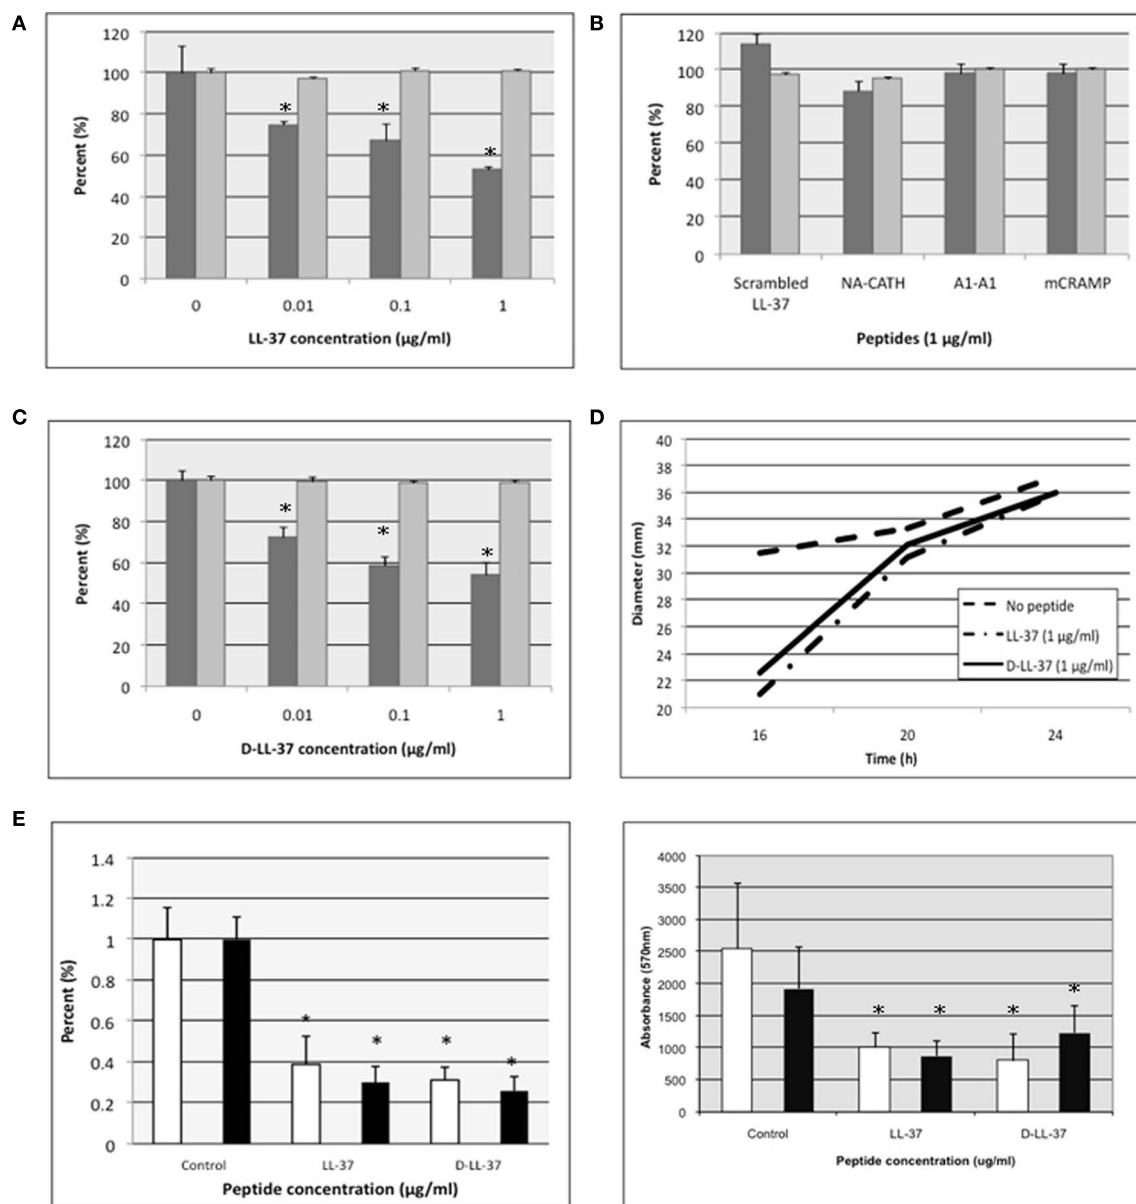 A
120
100
80
60
40
20
0
Percent (%)
*
*
*
0 0.01 0.1 1
LL-37 concentration (µg/ml)
B
120
100
80
60
40
20
0
Percent (%)
Scrambled LL-37 NA-CATH A1-A1 mCRAMP
Peptides (1 µg/ml)
C
120
100
80
60
40
20
0
Percent (%)
*
*
*
0 0.01 0.1 1
D-LL-37 concentration (µg/ml)
D
40
38
36
34
32
30
28
26
24
22
20
Diameter (mm)
No peptide
LL-37 (1 µg/ml)
D-LL-37 (1 µg/ml)
16 20 24
Time (h)
E
1.4
1.2
1
0.8
0.6
0.4
0.2
0
Percent (%)
*
*
*
*
Control LL-37 D-LL-37
Peptide concentration (µg/ml)
4000
3500
3000
2500
2000
1500
1000
500
0
Absorbance (570nm)
*
*
*
*
Control LL-37 D-LL-37
Peptide concentration (ug/ml)